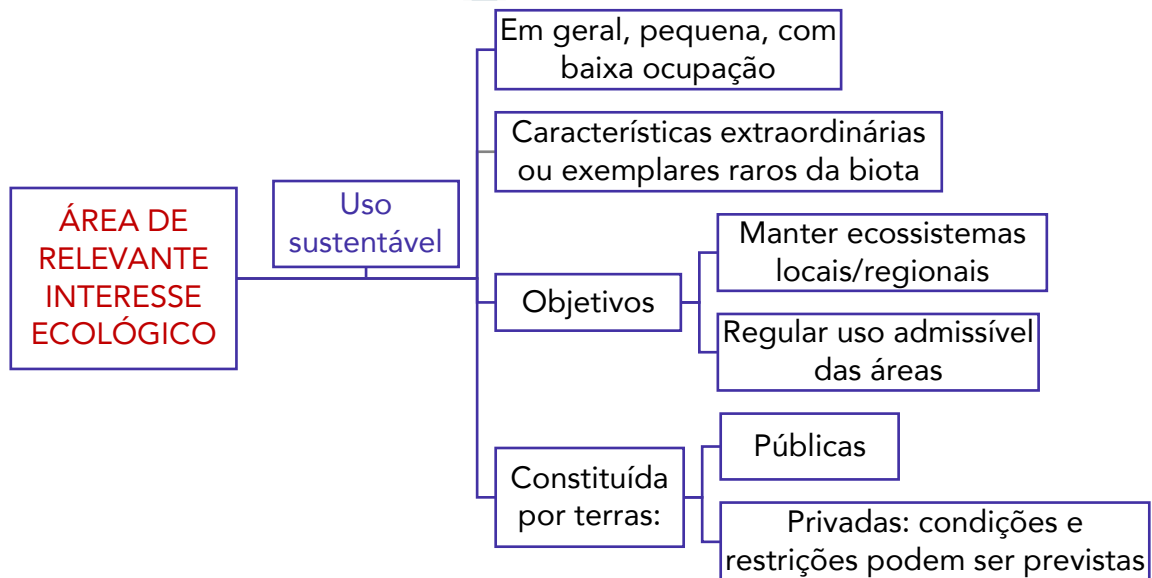 ÁREA DE
RELEVANTE
INTERESSE
ECOLÓGICO
Uso
sustentável
Em geral, pequena, com
baixa ocupação
Características extraordinárias
ou exemplares raros da biota
Objetivos
Manter ecossistemas
locais/regionais
Regular uso admissível
das áreas
Constituída
por terras:
Públicas
Privadas: condições e
restrições podem ser previstas